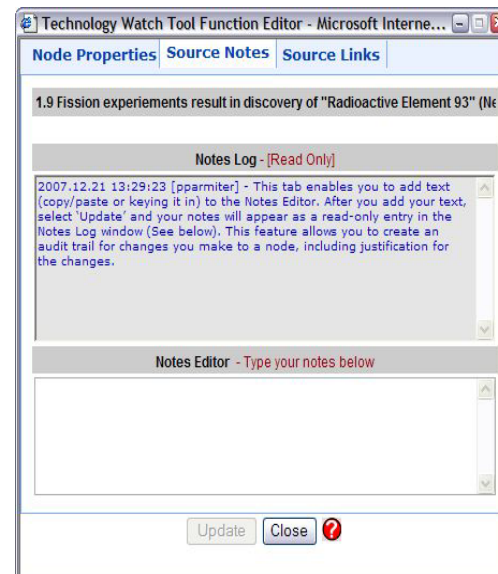 Technology Watch Tool Function Editor - Microsoft Interne...
Node Properties Source Notes Source Links
1.9 Fission experiements result in discovery of "Radioactive Element 93" (Ne
Notes Log - [Read Only]
2007.12.21 13:29:23 [pparmiter] - This tab enables you to add text
(copy/paste or keying it in) to the Notes Editor. After you add your text,
select 'Update' and your notes will appear as a read-only entry in the
Notes Log window (See below). This feature allows you to create an
audit trail for changes you make to a node, including justification for
the changes.
Notes Editor - Type your notes below
Update Close ?